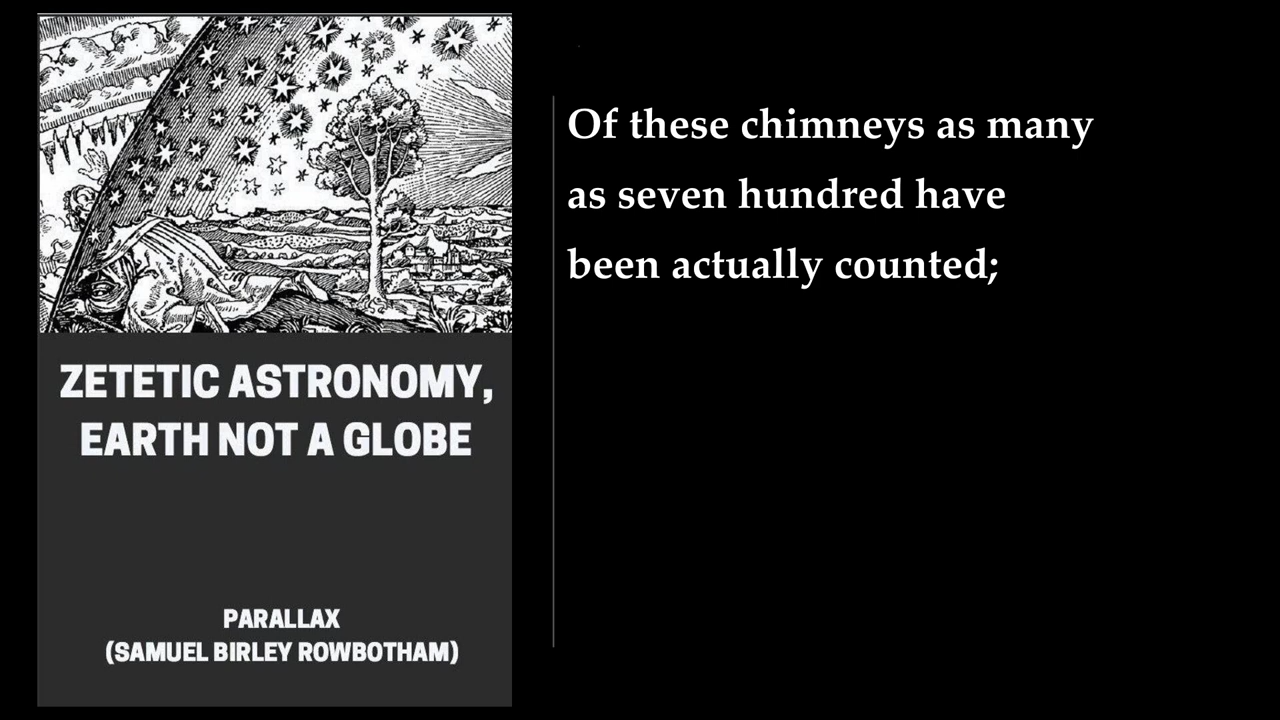 ZETETIC ASTRONOMY,
EARTH NOT A GLOBE
PARALLAX
(SAMUEL BIRLEY ROWBOTHAM)
Of these chimneys as many
as seven hundred have
been actually counted;